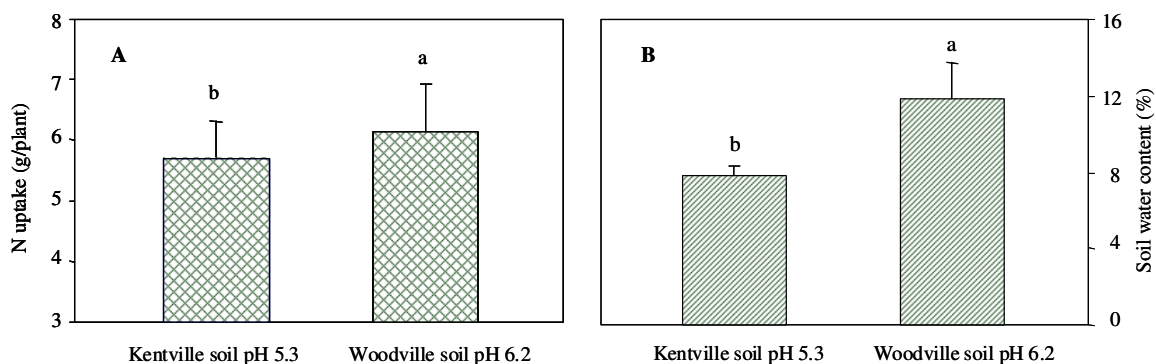 A
N uptake (g/plant)
8
7
6
5
4
3
b
a
Kentville soil pH 5.3
Woodville soil pH 6.2
B
b
a
16
12
8
4
0
Soil water content (%)
Kentville soil pH 5.3
Woodville soil pH 6.2